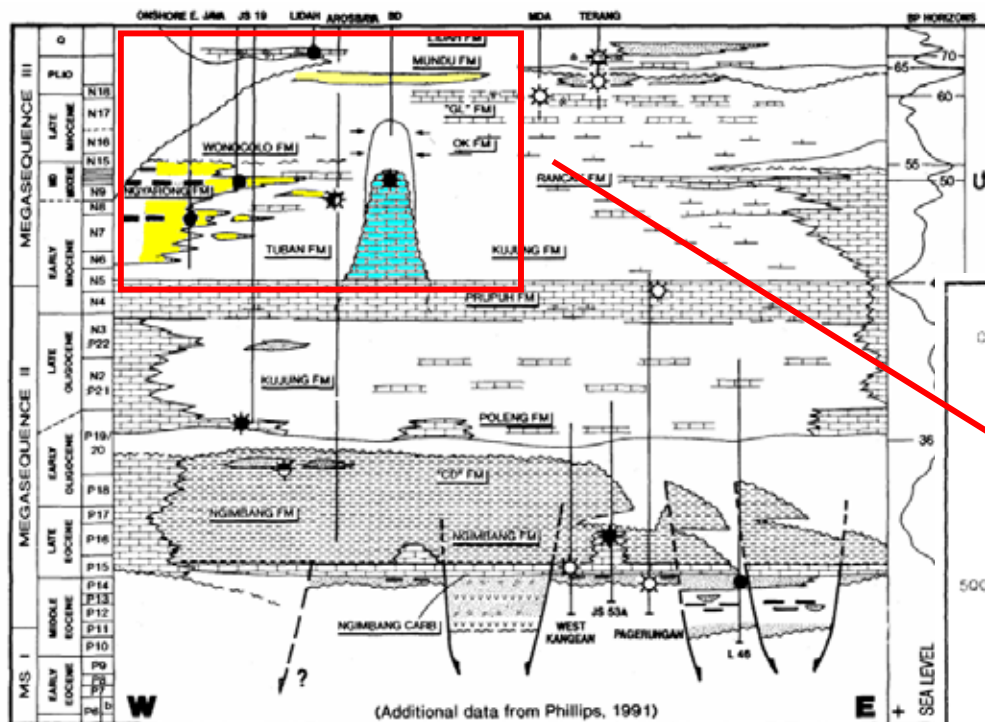 ONSHORE E. JAVA JS 19 LIDAH AROSBAYA BD MDA TERANG BP HORIZONS
MEGASEQUENCE III
MEGASEQUENCE II
MS I
Q
PLIO
LATE MIOCENE
MID MIOCENE
EARLY MIOCENE
LATE OLIGOCENE
EARLY OLIGOCENE
LATE EOCENE
MIDDLE EOCENE
EARLY EOCENE
N18
N17
N16
N15
N9
N8
N7
N6
N5
N4
N3
P22
N2
P21
P19/
20
P18
P17
P16
P15
P14
P13
P12
P11
P10
P9
P8
P7
P6 b
LIDAH FM
MUNDU FM
"GL" FM
WONOCOLO FM
OK FM
NGYARONG FM
RANCAK FM
TUBAN FM
KUJUNG FM
PRUPUH FM
KUJUNG FM
POLENG FM
"CD" FM
NGIMBANG FM
NGIMBANG FM
NGIMBANG CARB
WEST KANGEAN
JS 53A
PAGERUNGAN
L 46
?
W
(Additional data from Phillips, 1991)
E
+
SEA LEVEL
65
70
60
55
50
36
500